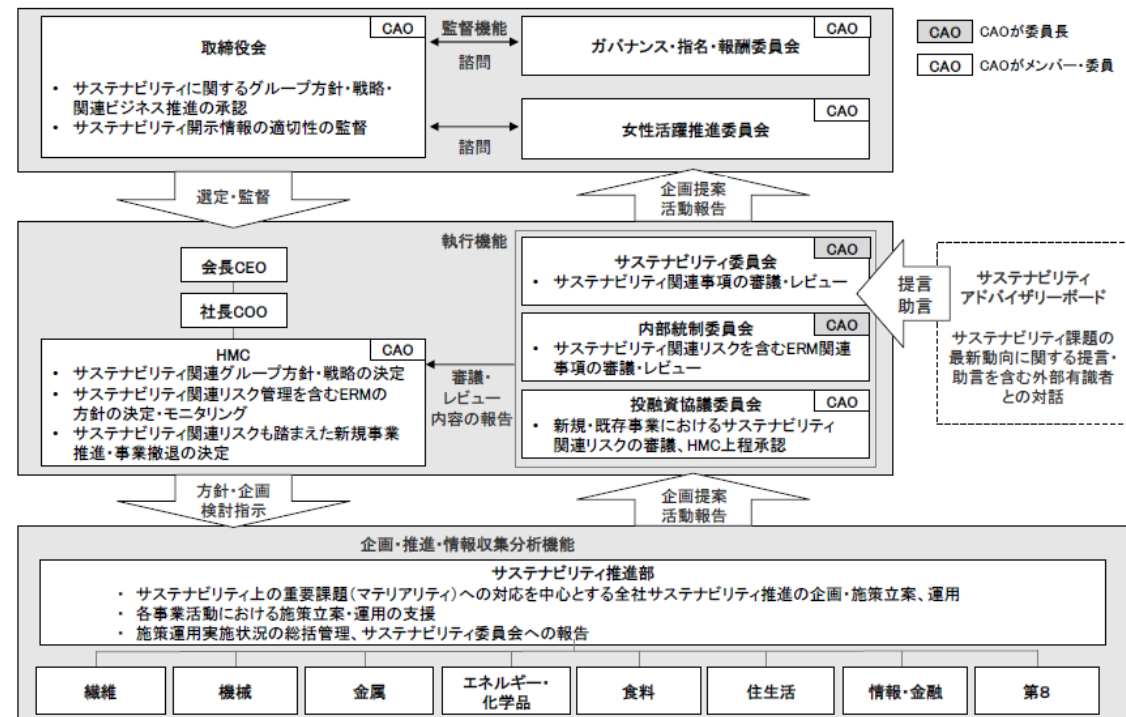 取締役会
CAO
・ サステナビリティに関するグループ方針・戦略・
関連ビジネス推進の承認
・ サステナビリティ開示情報の適切性の監督
監督機能
諮問
諮問
CAO
ガバナンス・指名・報酬委員会
CAO
女性活躍推進委員会
CAO CAOが委員長
CAO CAOがメンバー・委員
選定・監督
企画提案
活動報告
執行機能
会長CEO
社長COO
HMC
CAO
・ サステナビリティ関連グループ方針・戦略の決定
・ サステナビリティ関連リスク管理を含むERMの
方針の決定・モニタリング
・ サステナビリティ関連リスクも踏まえた新規事業
推進・事業撤退の決定
審議・
レビュー
内容の報告
CAO
サステナビリティ委員会
・ サステナビリティ関連事項の審議・レビュー
内部統制委員会
CAO
・ サステナビリティ関連リスクを含むERM関連
事項の審議・レビュー
投融資協議委員会
CAO
・ 新規・既存事業におけるサステナビリティ
関連リスクの審議、HMC上程承認
提言
助言
サステナビリティ
アドバイザリーボード
サステナビリティ課題の
最新動向に関する提言・
助言を含む外部有識者
との対話
方針・企画
検討指示
企画提案
活動報告
企画・推進・情報収集分析機能
サステナビリティ推進部
・ サステナビリティ上の重要課題(マテリアリティ)への対応を中心とする全社サステナビリティ推進の企画・施策立案、運用
・ 各事業活動における施策立案・運用の支援
・ 施策運用実施状況の総括管理、サステナビリティ委員会への報告
繊維
機械
金属
エネルギー・
化学品
食料
住生活
情報・金融
第8